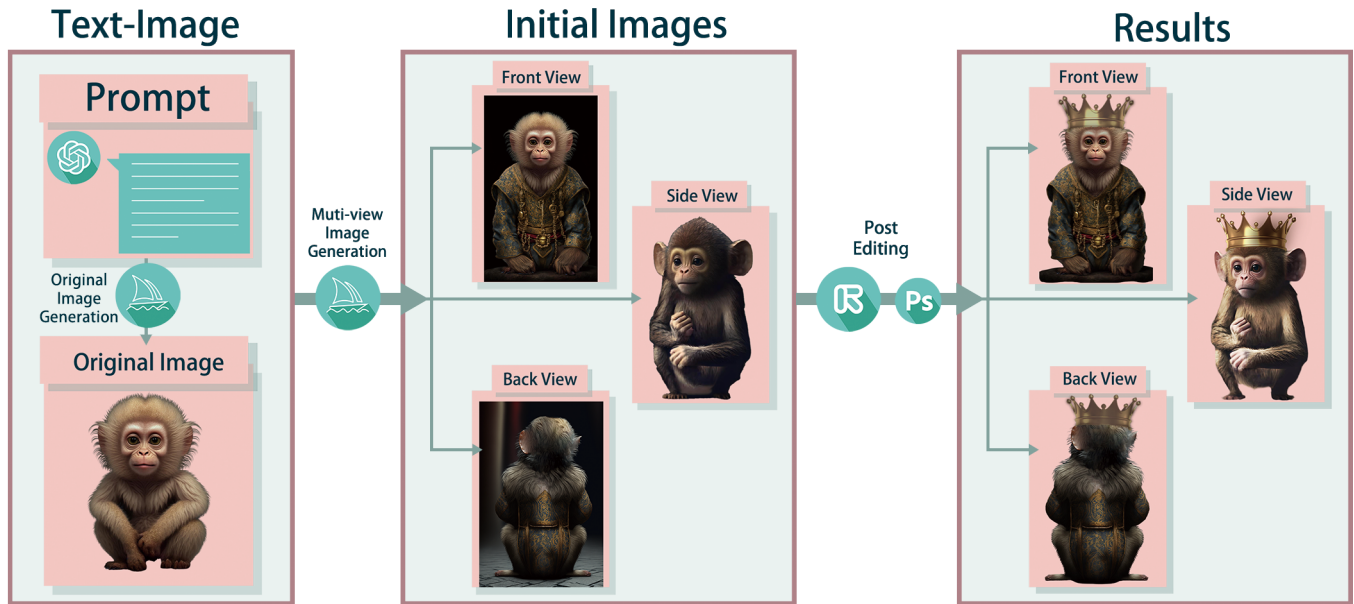 Text-Image
Prompt
Original
Image
Generation
Original Image
Muti-view
Image
Generation
Initial Images
Front View
Side View
Back View
Post
Editing
Ps
Results
Front View
Side View
Back View